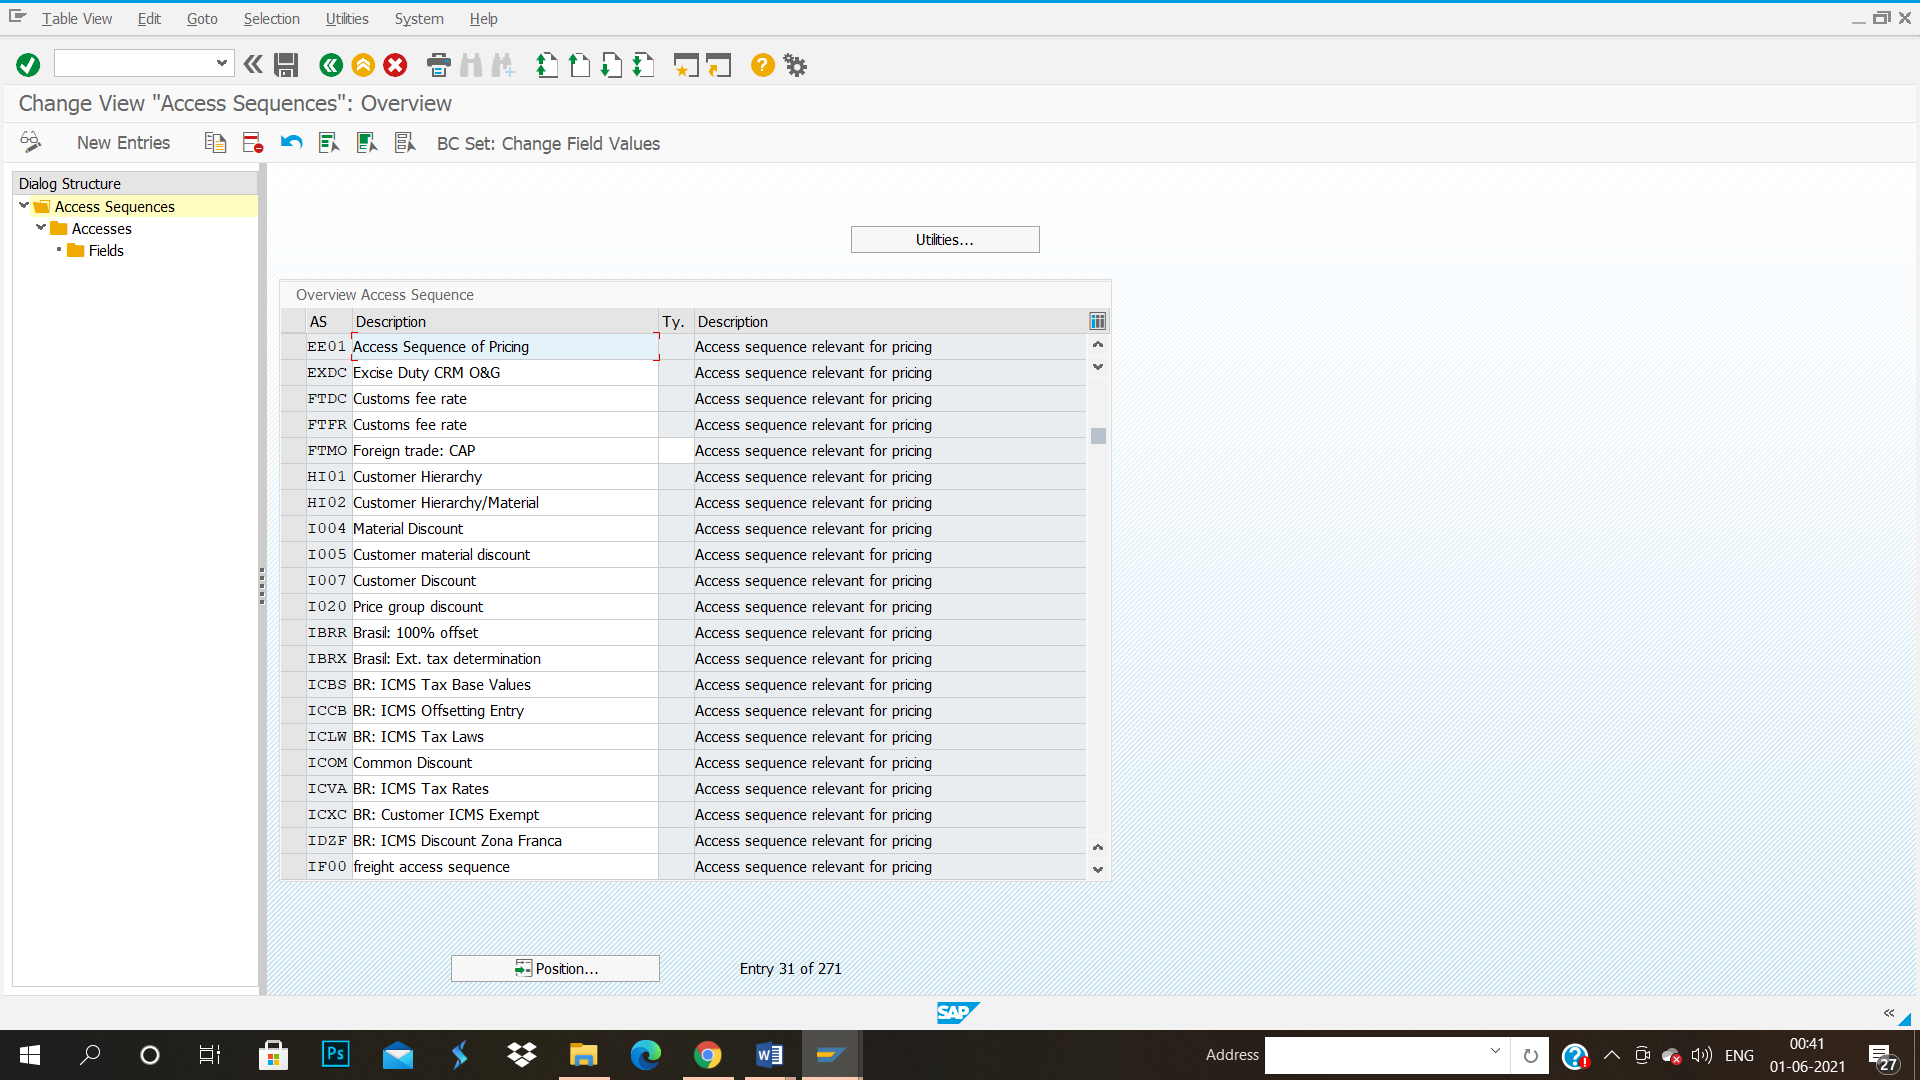 Table View Edit Goto Selection Utilities System Help
Change View "Access Sequences": Overview
New Entries BC Set: Change Field Values
Dialog Structure
Access Sequences
Accesses
Fields
Utilities...
Overview Access Sequence
AS Description Ty. Description
EE01 Access Sequence of Pricing Access sequence relevant for pricing
EXDC Excise Duty CRM O&G Access sequence relevant for pricing
FTDC Customs fee rate Access sequence relevant for pricing
FTFR Customs fee rate Access sequence relevant for pricing
FTMO Foreign trade: CAP Access sequence relevant for pricing
HI01 Customer Hierarchy Access sequence relevant for pricing
HI02 Customer Hierarchy/Material Access sequence relevant for pricing
I004 Material Discount Access sequence relevant for pricing
I005 Customer material discount Access sequence relevant for pricing
I007 Customer Discount Access sequence relevant for pricing
I020 Price group discount Access sequence relevant for pricing
IBRR Brasil: 100% offset Access sequence relevant for pricing
IBRX Brasil: Ext. tax determination Access sequence relevant for pricing
ICBS BR: ICMS Tax Base Values Access sequence relevant for pricing
ICCB BR: ICMS Offsetting Entry Access sequence relevant for pricing
ICLW BR: ICMS Tax Laws Access sequence relevant for pricing
ICOM Common Discount Access sequence relevant for pricing
ICVA BR: ICMS Tax Rates Access sequence relevant for pricing
ICXC BR: Customer ICMS Exempt Access sequence relevant for pricing
IDZF BR: ICMS Discount Zona Franca Access sequence relevant for pricing
IF00 freight access sequence Access sequence relevant for pricing
Position... Entry 31 of 271
SAP
Ps
Address
ENG
00:41
01-06-2021
27